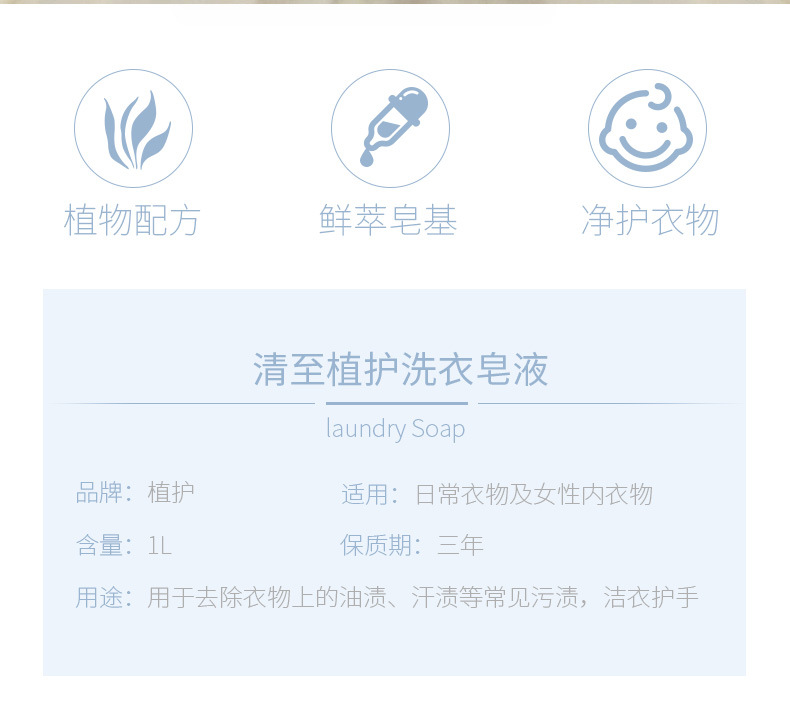 植物配方
鲜萃皂基
净护衣物
清至植护洗衣皂液
laundry Soap
品牌：植护
适用：日常衣物及女性内衣物
含量：1L
保质期：三年
用途：用于去除衣物上的油渍、汗渍等常见污渍，洁衣护手